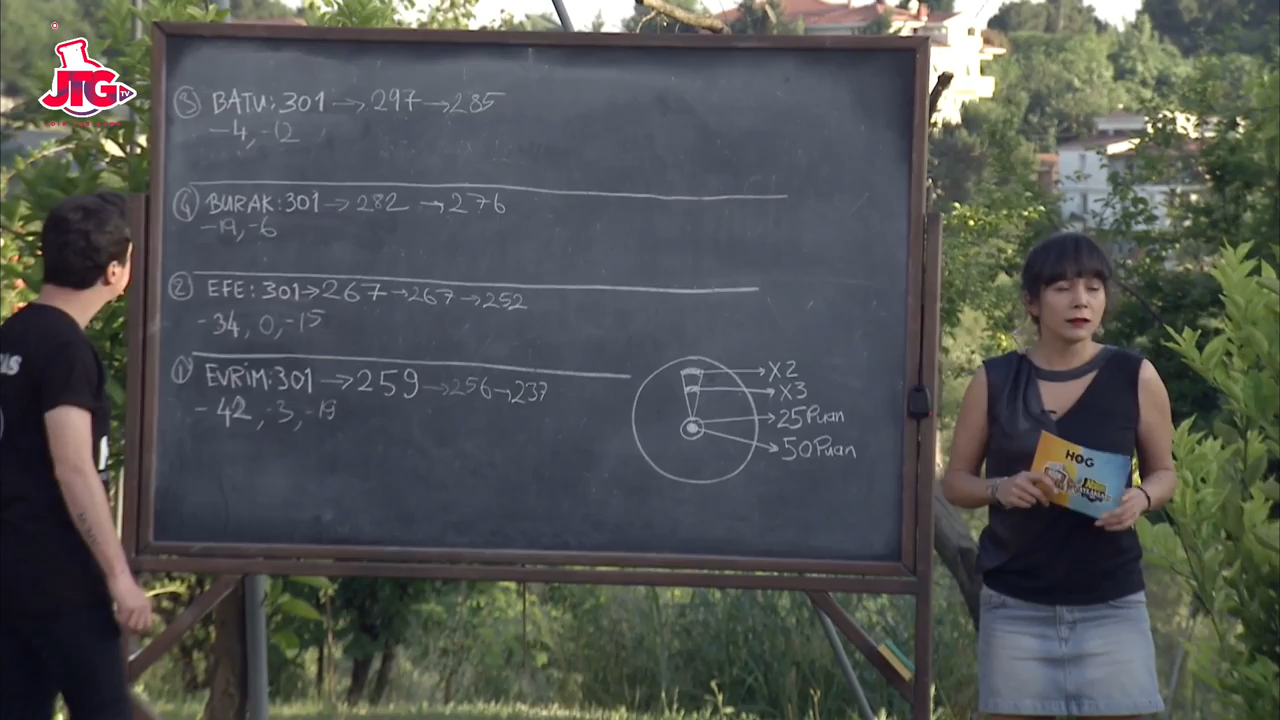 JTG TV
③ BATU: 301 → 297 → 285
-4, -12
④ BURAK: 301 → 282 → 276
-19, -6
② EFE: 301 → 267 → 267 → 252
-34, 0, -15
① EVRİM: 301 → 259 → 256 → 237
-42, -3, -19
X2
X3
25 Puan
50 Puan
HOG